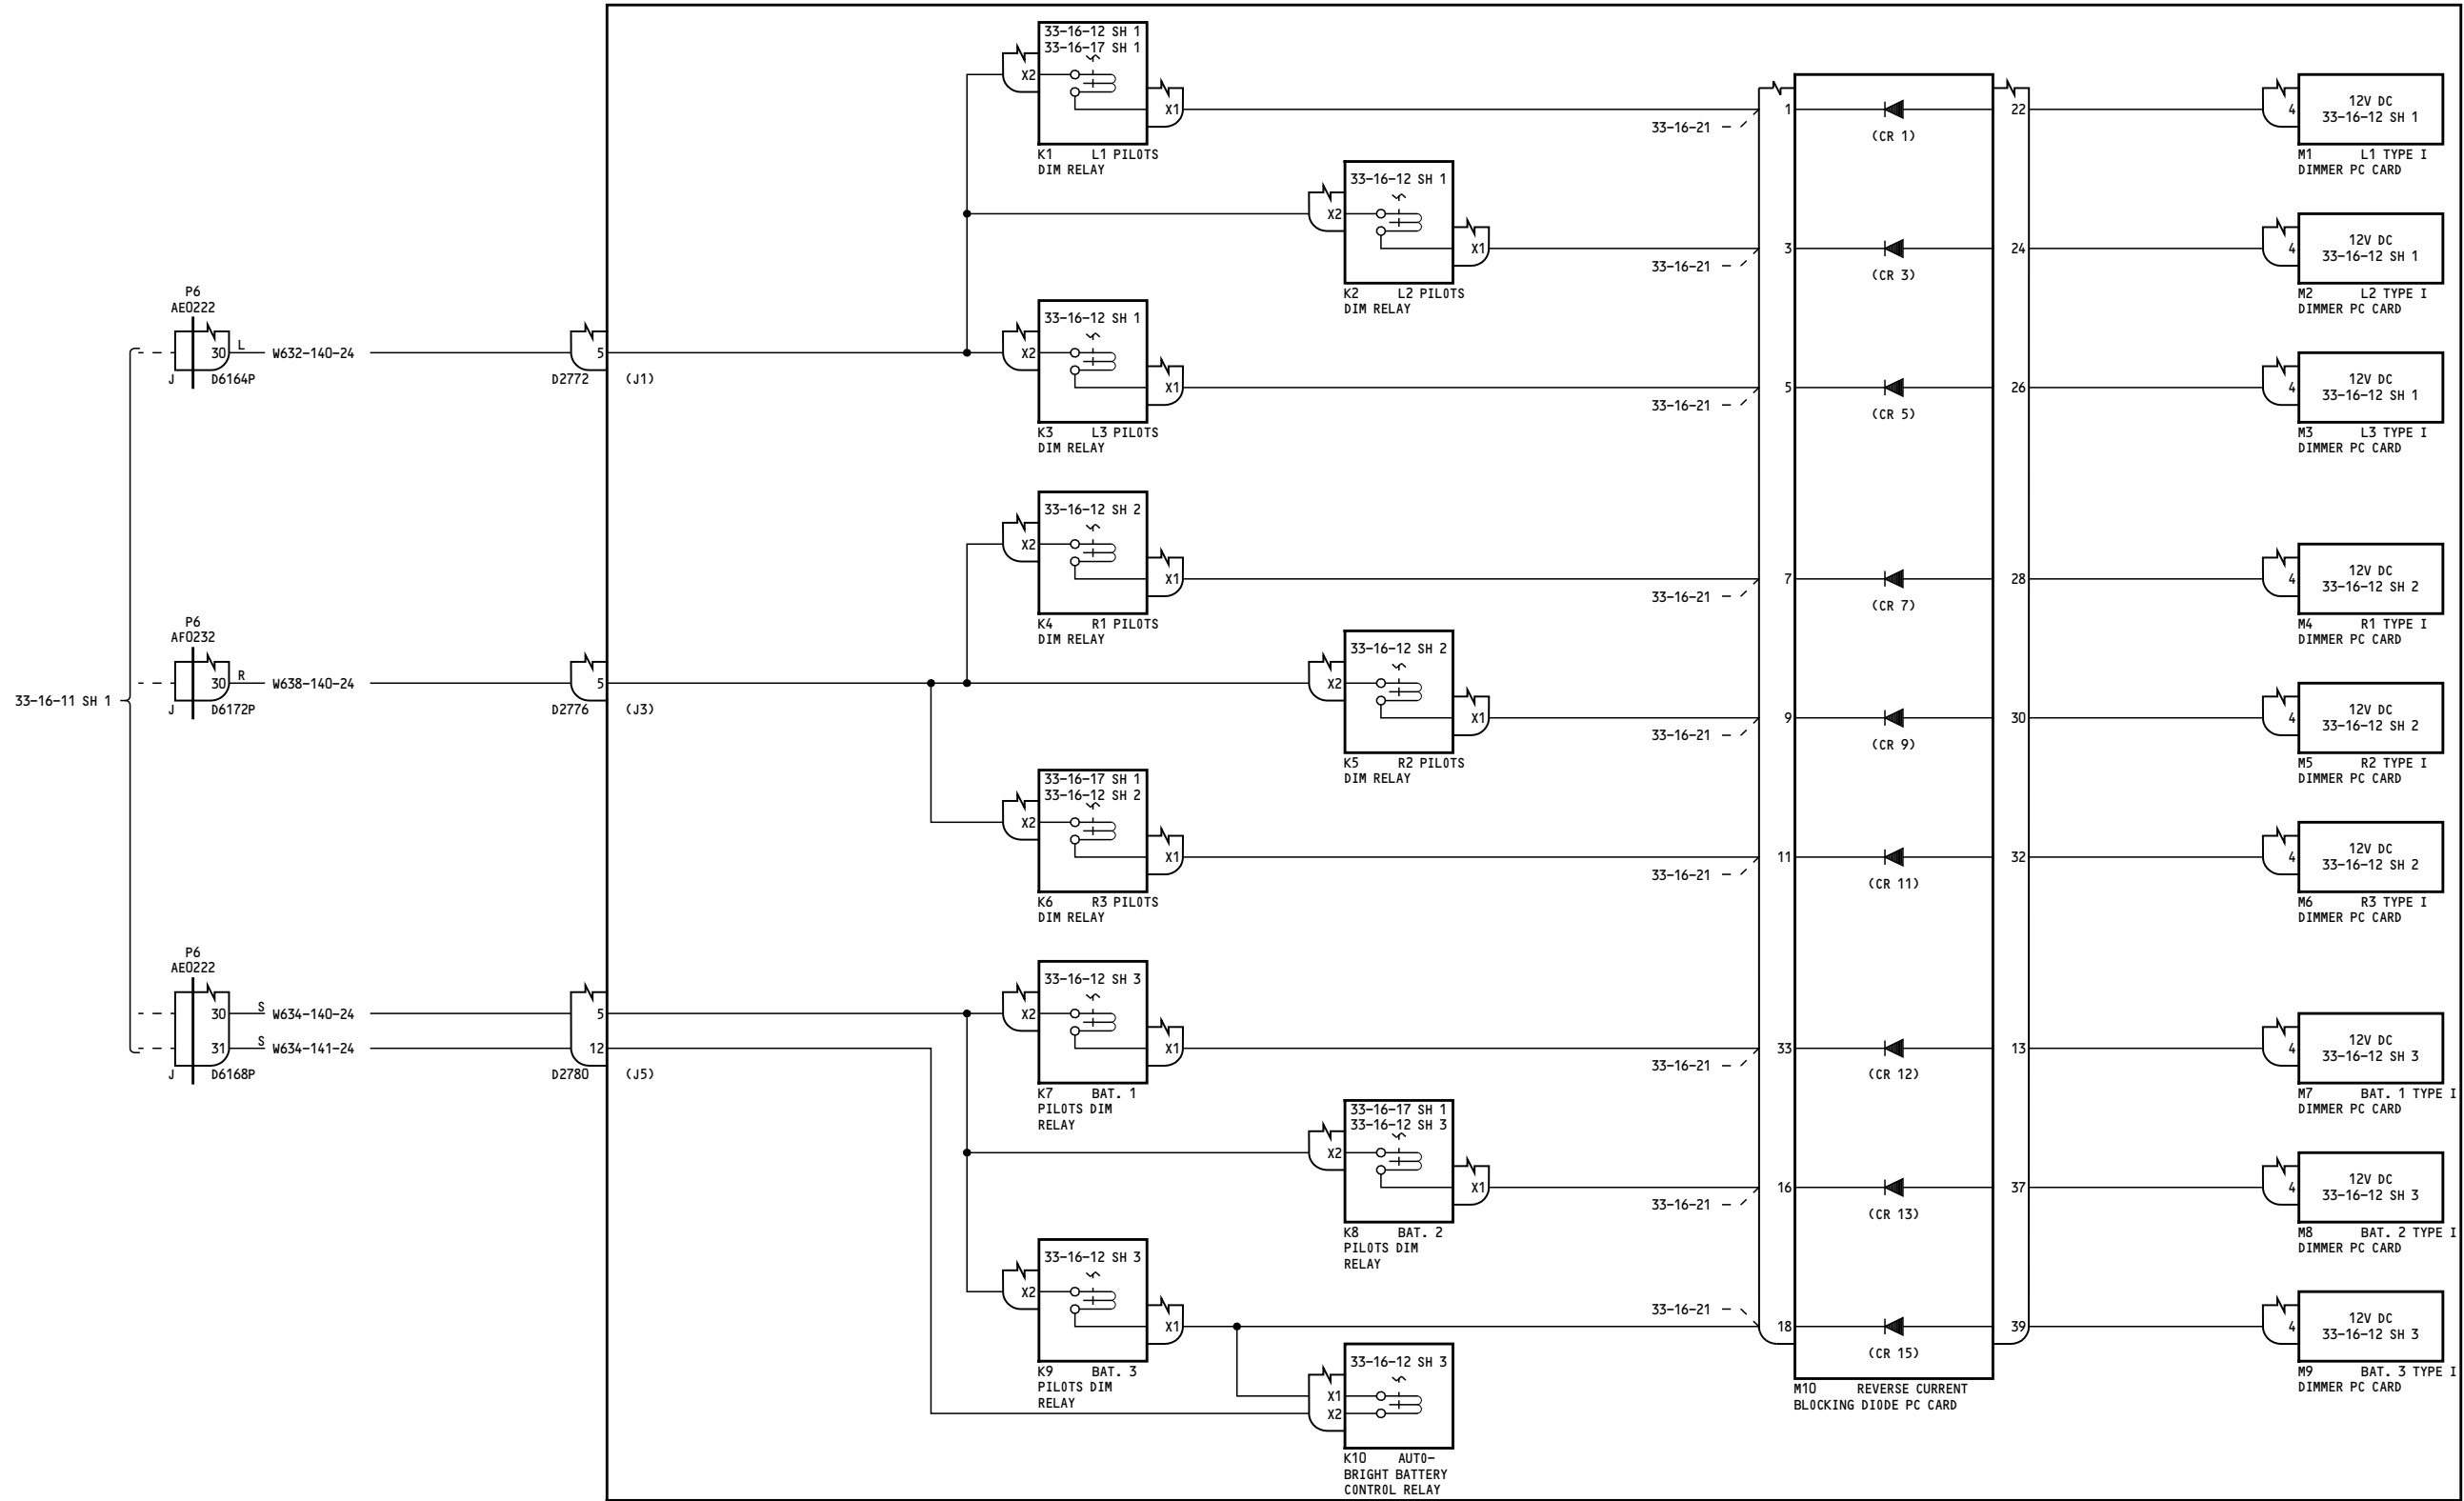 33-16-12 SH 1
33-16-17 SH 1
X2
X1
K1 L1 PILOTS
DIM RELAY
33-16-21
1
(CR 1)
22
4
12V DC
33-16-12 SH 1
M1 L1 TYPE I
DIMMER PC CARD
33-16-12 SH 1
X2
X1
K2 L2 PILOTS
DIM RELAY
33-16-21
3
(CR 3)
24
4
12V DC
33-16-12 SH 1
M2 L2 TYPE I
DIMMER PC CARD
P6
AE0222
30
L
W632-140-24
J
D6164P
5
D2772
(J1)
33-16-12 SH 1
X2
X1
K3 L3 PILOTS
DIM RELAY
33-16-21
5
(CR 5)
26
4
12V DC
33-16-12 SH 1
M3 L3 TYPE I
DIMMER PC CARD
33-16-12 SH 2
X2
X1
K4 R1 PILOTS
DIM RELAY
33-16-21
7
(CR 7)
28
4
12V DC
33-16-12 SH 2
M4 R1 TYPE I
DIMMER PC CARD
33-16-11 SH 1
P6
AF0232
30
R
W638-140-24
J
D6172P
5
D2776
(J3)
33-16-12 SH 2
X2
X1
K5 R2 PILOTS
DIM RELAY
33-16-21
9
(CR 9)
30
4
12V DC
33-16-12 SH 2
M5 R2 TYPE I
DIMMER PC CARD
33-16-17 SH 1
33-16-12 SH 2
X2
X1
K6 R3 PILOTS
DIM RELAY
33-16-21
11
(CR 11)
32
4
12V DC
33-16-12 SH 2
M6 R3 TYPE I
DIMMER PC CARD
P6
AE0222
30
S
W634-140-24
31
S
W634-141-24
J
D6168P
5
12
D2780
(J5)
33-16-12 SH 3
X2
X1
K7 BAT. 1
PILOTS DIM
RELAY
33-16-21
33
(CR 12)
13
4
12V DC
33-16-12 SH 3
M7 BAT. 1 TYPE I
DIMMER PC CARD
33-16-17 SH 1
33-16-12 SH 3
X2
X1
K8 BAT. 2
PILOTS DIM
RELAY
33-16-21
16
(CR 13)
37
4
12V DC
33-16-12 SH 3
M8 BAT. 2 TYPE I
DIMMER PC CARD
33-16-12 SH 3
X2
X1
K9 BAT. 3
PILOTS DIM
RELAY
33-16-21
18
(CR 15)
39
4
12V DC
33-16-12 SH 3
M9 BAT. 3 TYPE I
DIMMER PC CARD
33-16-12 SH 3
X1
X2
K10 AUTO-
BRIGHT BATTERY
CONTROL RELAY
M10 REVERSE CURRENT
BLOCKING DIODE PC CARD